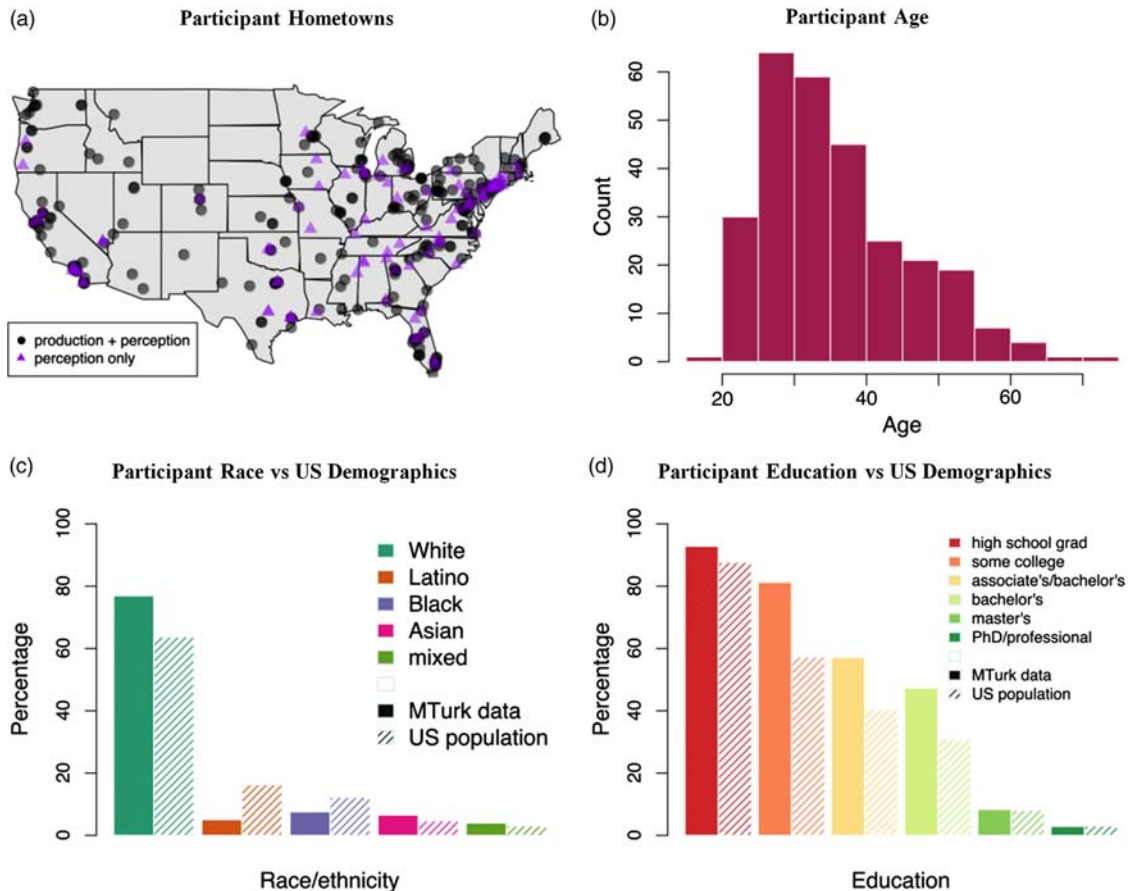 (a)
Participant Hometowns
production + perception
perception only
(b)
Participant Age
Count
0
10
20
30
40
50
60
20
40
60
Age
(c)
Participant Race vs US Demographics
Percentage
0
20
40
60
80
100
White
Latino
Black
Asian
mixed
MTurk data
US population
Race/ethnicity
(d)
Participant Education vs US Demographics
Percentage
0
20
40
60
80
100
high school grad
some college
associate's/bachelor's
bachelor's
master's
PhD/professional
MTurk data
US population
Education